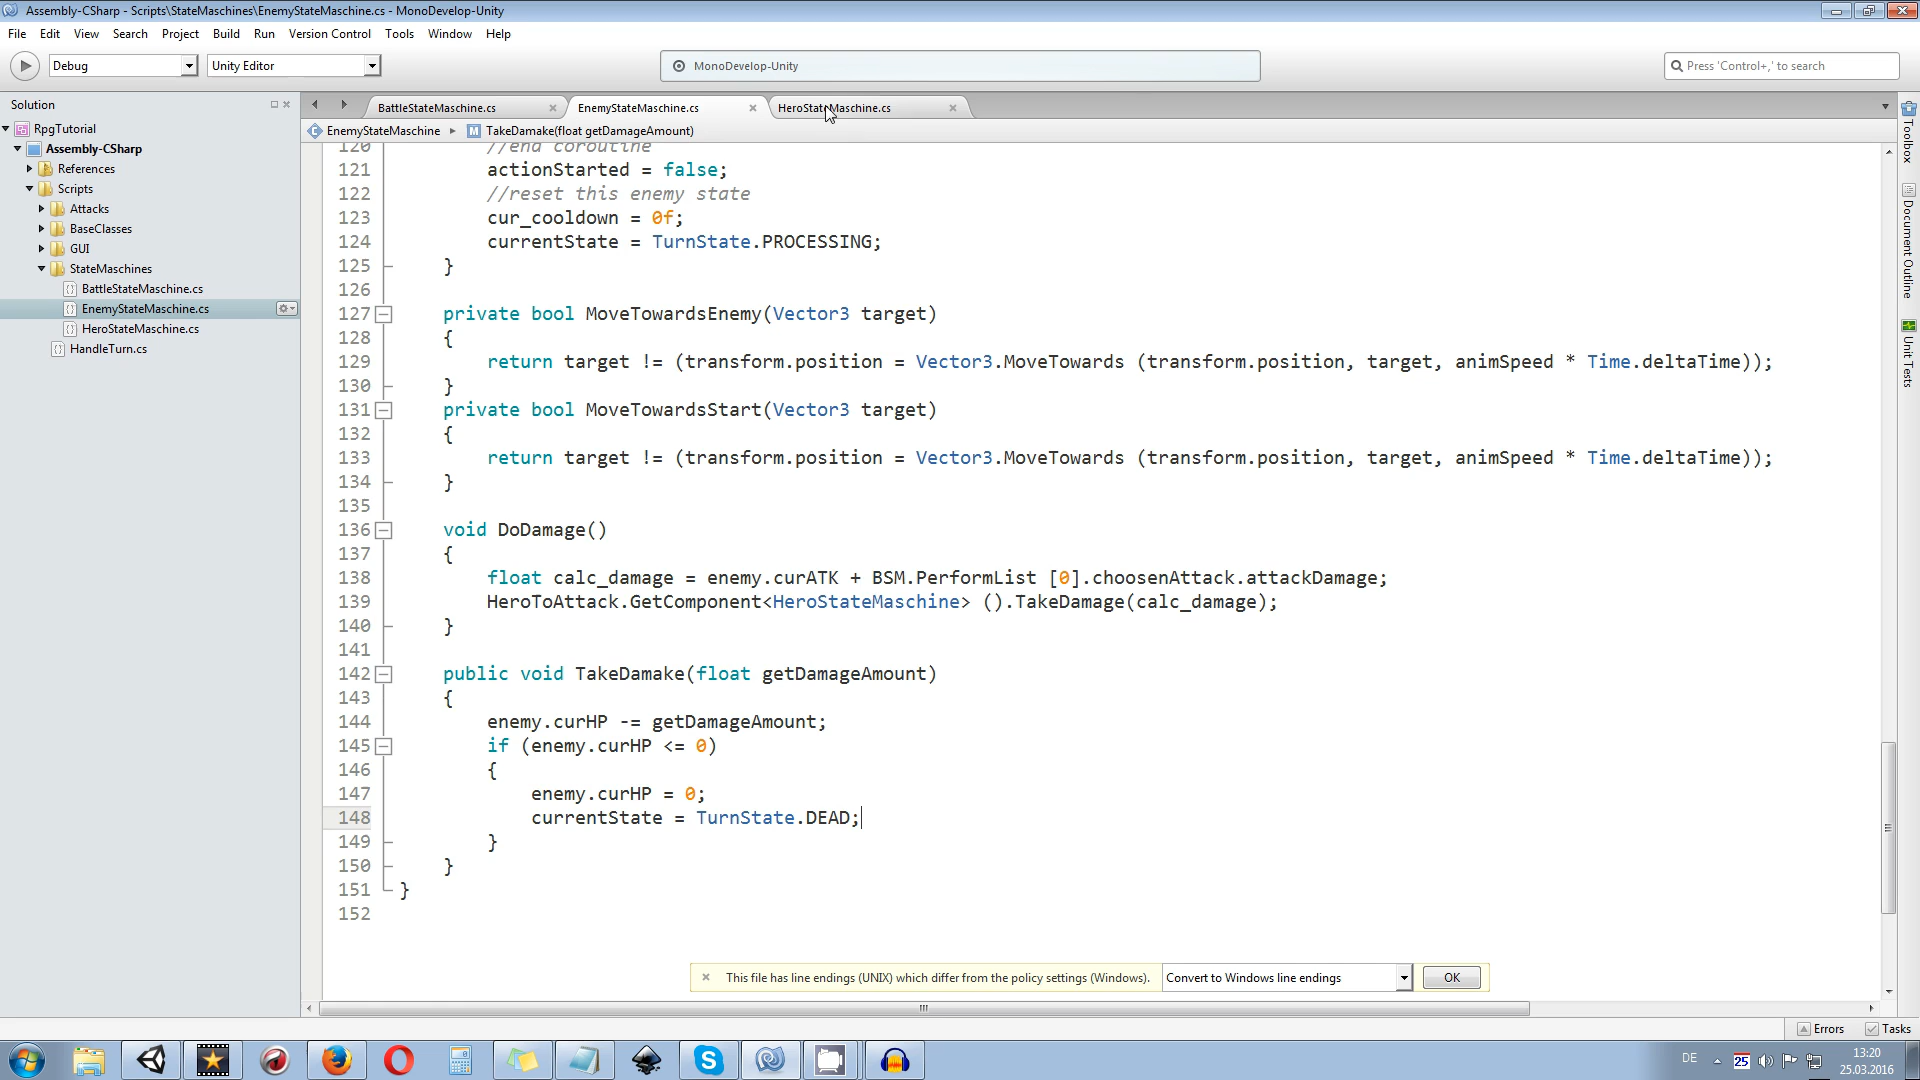 Assembly-CSharp - Scripts\StateMaschines\EnemyStateMaschine.cs - MonoDevelop-Unity
File Edit View Search Project Build Run Version Control Tools Window Help
Debug Unity Editor MonoDevelop-Unity Press 'Control+,' to search
Solution
RpgTutorial
Assembly-CSharp
References
Scripts
Attacks
BaseClasses
GUI
StateMaschines
BattleStateMaschine.cs
EnemyStateMaschine.cs
HeroStateMaschine.cs
HandleTurn.cs
BattleStateMaschine.cs EnemyStateMaschine.cs HeroStateMaschine.cs
EnemyStateMaschine TakeDamake(float getDamageAmount)
120 //end coroutine
121 actionStarted = false;
122 //reset this enemy state
123 cur_cooldown = 0f;
124 currentState = TurnState.PROCESSING;
125 }
126
127 private bool MoveTowardsEnemy(Vector3 target)
128 {
129 return target != (transform.position = Vector3.MoveTowards (transform.position, target, animSpeed * Time.deltaTime));
130 }
131 private bool MoveTowardsStart(Vector3 target)
132 {
133 return target != (transform.position = Vector3.MoveTowards (transform.position, target, animSpeed * Time.deltaTime));
134 }
135
136 void DoDamage()
137 {
138 float calc_damage = enemy.curATK + BSM.PerformList [0].choosenAttack.attackDamage;
139 HeroToAttack.GetComponent<HeroStateMaschine> ().TakeDamage(calc_damage);
140 }
141
142 public void TakeDamake(float getDamageAmount)
143 {
144 enemy.curHP -= getDamageAmount;
145 if (enemy.curHP <= 0)
146 {
147 enemy.curHP = 0;
148 currentState = TurnState.DEAD;
149 }
150 }
151 }
152
This file has line endings (UNIX) which differ from the policy settings (Windows). Convert to Windows line endings OK
Toolbox
Document Outline
Unit Tests
Errors Tasks
DE 25 13:20
25.03.2016